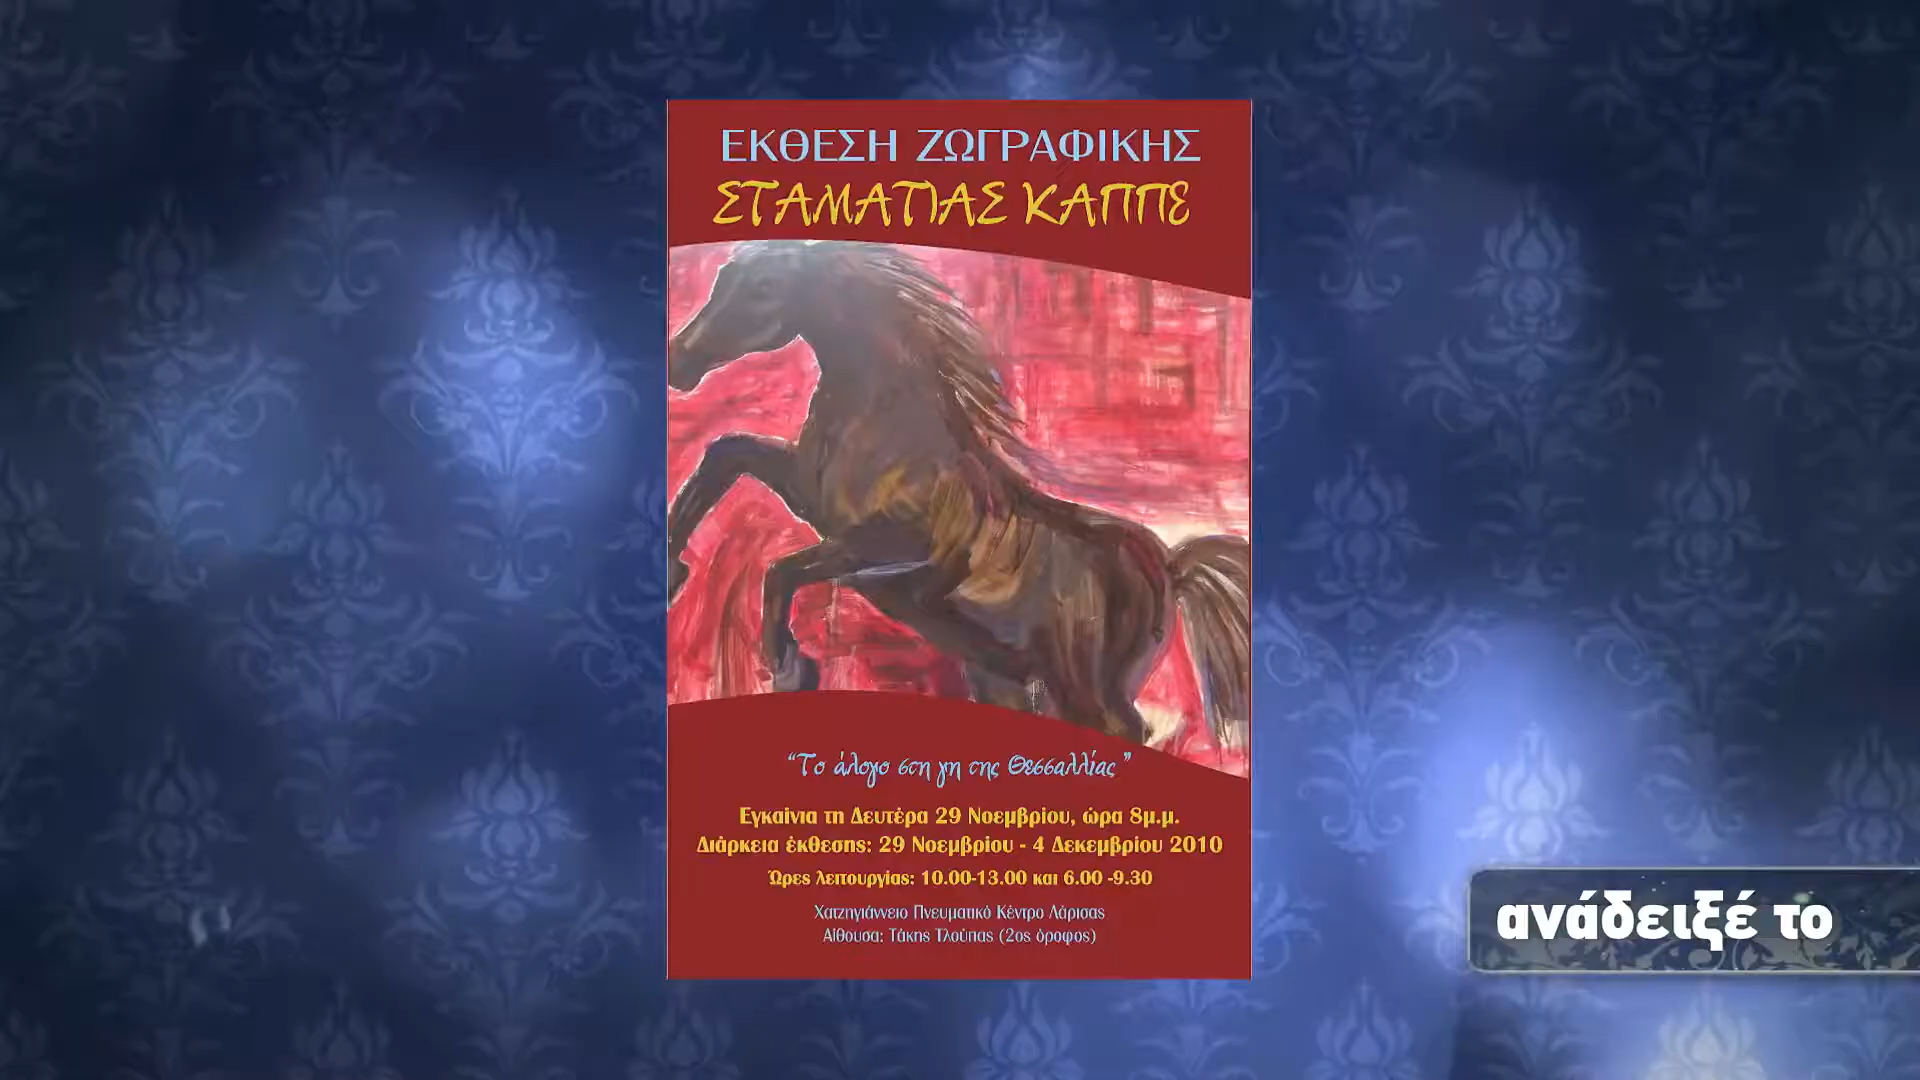 ΕΚΘΕΣΗ ΖΩΓΡΑΦΙΚΗΣ
ΣΤΑΜΑΤΙΑΣ ΚΑΠΠΕ
“Το άλογο στη γη της Θεσσαλλίας”
Εγκαίνια τη Δευτέρα 29 Νοεμβρίου, ώρα 8μ.μ.
Διάρκεια έκθεσης: 29 Νοεμβρίου - 4 Δεκεμβρίου 2010
Ώρες λειτουργίας: 10.00-13.00 και 6.00 -9.30
Χατζηγιάννειο Πνευματικό Κέντρο Λάρισας
Αίθουσα: Τάκης Τλούπας (2ος όροφος)
ανάδειξέ το